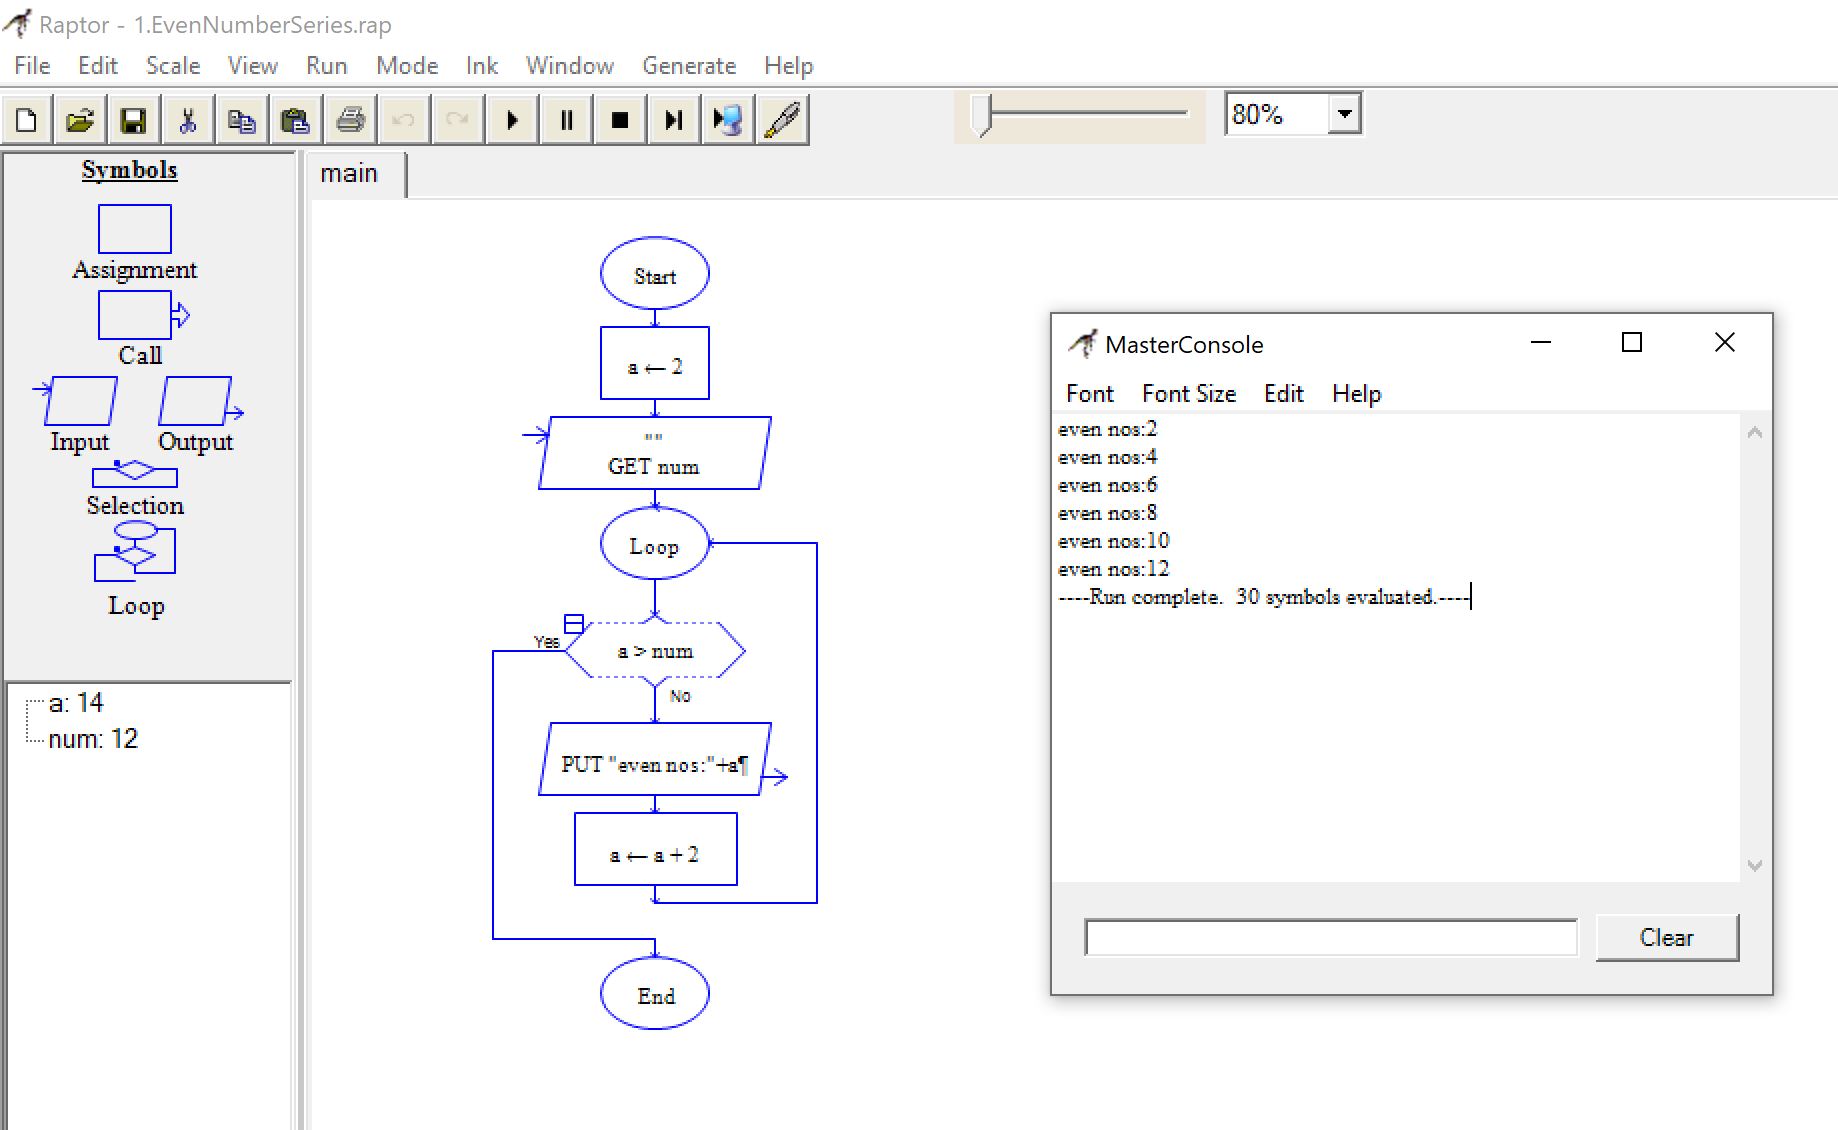 Raptor - 1.EvenNumberSeries.rap
File Edit Scale View Run Mode Ink Window Generate Help
80%
Symbols
Assignment
Call
Input Output
Selection
Loop
a: 14
num: 12
main
Start
a ← 2
""
GET num
Loop
Yes
a > num
No
PUT "even nos:"+a¶
a ← a + 2
End
MasterConsole
Font Font Size Edit Help
even nos:2
even nos:4
even nos:6
even nos:8
even nos:10
even nos:12
----Run complete.  30 symbols evaluated.----
Clear